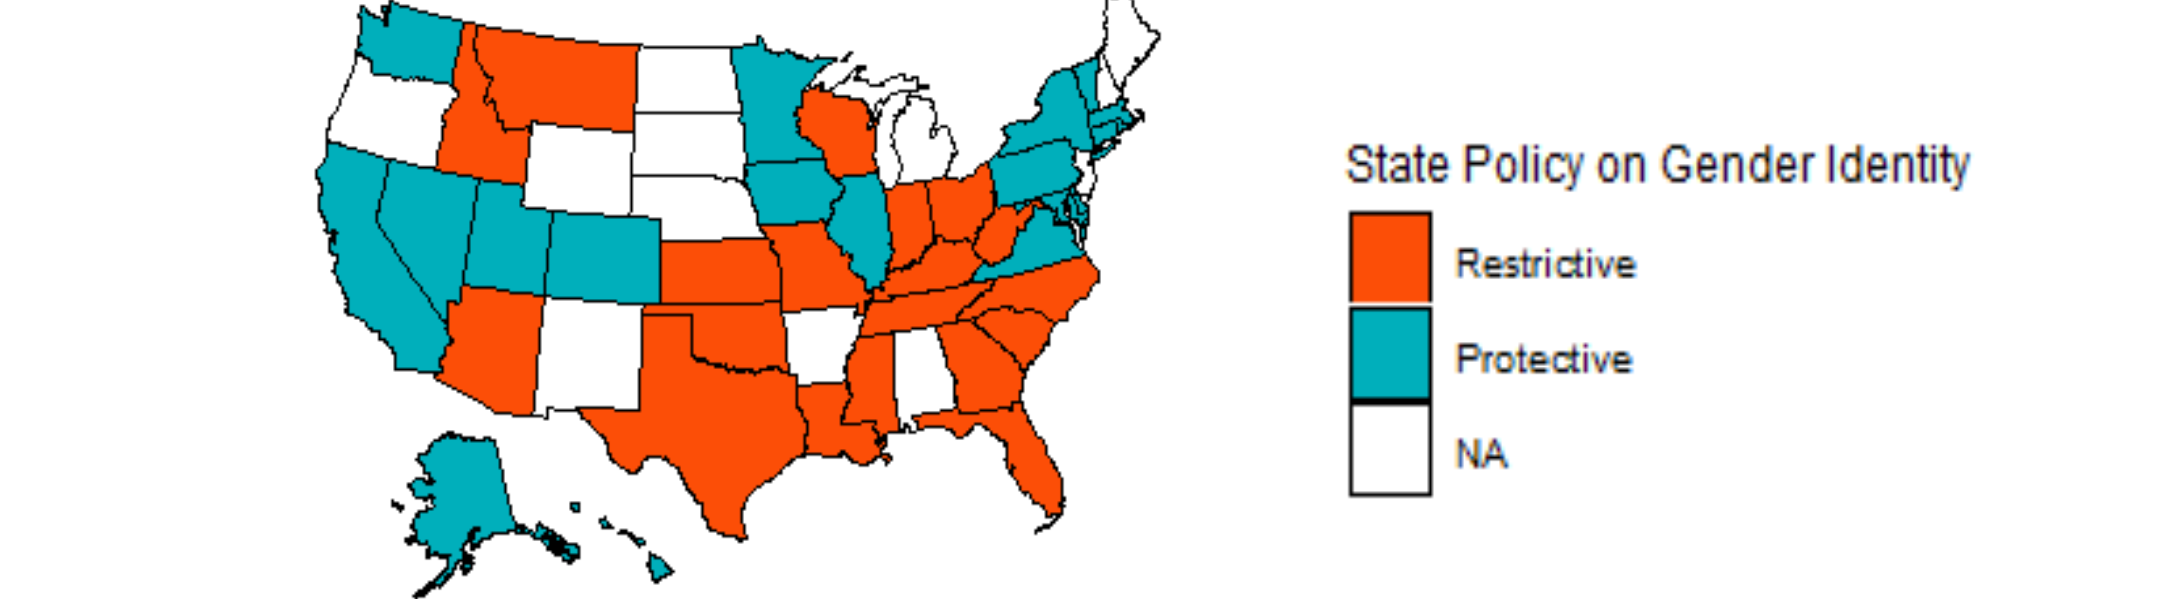 State Policy on Gender Identity
Restrictive
Protective
NA